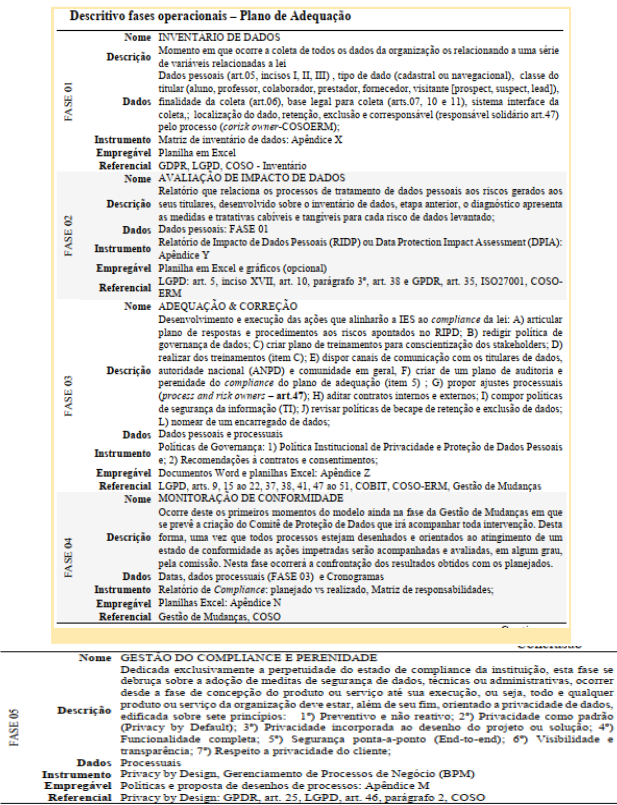 Descritivo fases operacionais – Plano de Adequação
FASE 01
Nome INVENTÁRIO DE DADOS
Descrição Momento em que ocorre a coleta de todos os dados da organização os relacionando a uma série
de variáveis relacionadas a lei
Dados pessoais (art.05, incisos I, II, III) , tipo de dado (cadastral ou navegacional), classe do
titular (aluno, professor, colaborador, prestador, fornecedor, visitante [prospect, suspect, lead]),
Dados finalidade da coleta (art.06), base legal para coleta (arts.07, 10 e 11), sistema interface da
coleta,; localização do dado, retenção, exclusão e corresponsável (responsável solidário art.47)
pelo processo (corisk owner-COSOERM);
Instrumento Matriz de inventário de dados: Apêndice X
Empregável Planilha em Excel
Referencial GDPR, LGPD, COSO - Inventário
FASE 02
Nome AVALIAÇÃO DE IMPACTO DE DADOS
Relatório que relaciona os processos de tratamento de dados pessoais aos riscos gerados aos
Descrição seus titulares, desenvolvido sobre o inventário de dados, etapa anterior, o diagnóstico apresenta
as medidas e tratativas cabíveis e tangíveis para cada risco de dados levantado;
Dados Dados pessoais: FASE 01
Instrumento Relatório de Impacto de Dados Pessoais (RIDP) ou Data Protection Impact Assessment (DPIA):
Apêndice Y
Empregável Planilha em Excel e gráficos (opcional)
Referencial LGPD: art. 5, inciso XVII, art. 10, parágrafo 3º, art. 38 e GPDR, art. 35, ISO27001, COSO-
ERM
FASE 03
Nome ADEQUAÇÃO & CORREÇÃO
Desenvolvimento e execução das ações que alinharão a IES ao compliance da lei: A) articular
plano de respostas e procedimentos aos riscos apontados no RIPD; B) redigir política de
governança de dados; C) criar plano de treinamentos para conscientização dos stakeholders; D)
realizar dos treinamentos (item C); E) dispor canais de comunicação com os titulares de dados,
Descrição autoridade nacional (ANPD) e comunidade em geral, F) criar de um plano de auditoria e
perenidade do compliance do plano de adequação (item 5) ; G) propor ajustes processuais
(process and risk owners – art.47); H) aditar contratos internos e externos; I) compor políticas
de segurança da informação (TI); J) revisar políticas de becape de retenção e exclusão de dados;
L) nomear de um encarregado de dados;
Dados Dados pessoais e processuais
Instrumento Políticas de Governança: 1) Política Institucional de Privacidade e Proteção de Dados Pessoais
e; 2) Recomendações à contratos e consentimentos;
Empregável Documentos Word e planilhas Excel: Apêndice Z
Referencial LGPD, arts. 9, 15 ao 22, 37, 38, 41, 47 ao 51, COBIT, COSO-ERM, Gestão de Mudanças
FASE 04
Nome MONITORAÇÃO DE CONFORMIDADE
Ocorre deste os primeiros momentos do modelo ainda na fase da Gestão de Mudanças em que
se prevê a criação do Comitê de Proteção de Dados que irá acompanhar toda intervenção. Desta
Descrição forma, uma vez que todos processos estejam desenhados e orientados ao atingimento de um
estado de conformidade as ações impetradas serão acompanhadas e avaliadas, em algum grau,
pela comissão. Nesta fase ocorrerá a confrontação dos resultados obtidos com os planejados.
Dados Datas, dados processuais (FASE 03) e Cronogramas
Instrumento Relatório de Compliance: planejado vs realizado, Matriz de responsabilidades;
Empregável Planilhas Excel: Apêndice N
Referencial Gestão de Mudanças, COSO
FASE 05
Nome GESTÃO DO COMPLIANCE E PERENIDADE
Dedicada exclusivamente a perpetuidade do estado de compliance da instituição, esta fase se
debruça sobre a adoção de meditas de segurança de dados, técnicas ou administrativas, ocorrer
desde a fase de concepção do produto ou serviço até sua execução, ou seja, todo e qualquer
Descrição produto ou serviço da organização deve estar, além de seu fim, orientado a privacidade de dados,
edificada sobre sete princípios: 1º) Preventivo e não reativo; 2º) Privacidade como padrão
(Privacy by Default); 3º) Privacidade incorporada ao desenho do projeto ou solução; 4º)
Funcionalidade completa; 5º) Segurança ponta-a-ponto (End-to-end); 6º) Visibilidade e
transparência; 7º) Respeito a privacidade do cliente;
Dados Processuais
Instrumento Privacy by Design, Gerenciamento de Processos de Negócio (BPM)
Empregável Políticas e proposta de desenhos de processos: Apêndice M
Referencial Privacy by Design: GPDR, art. 25, LGPD, art. 46, parágrafo 2, COSO